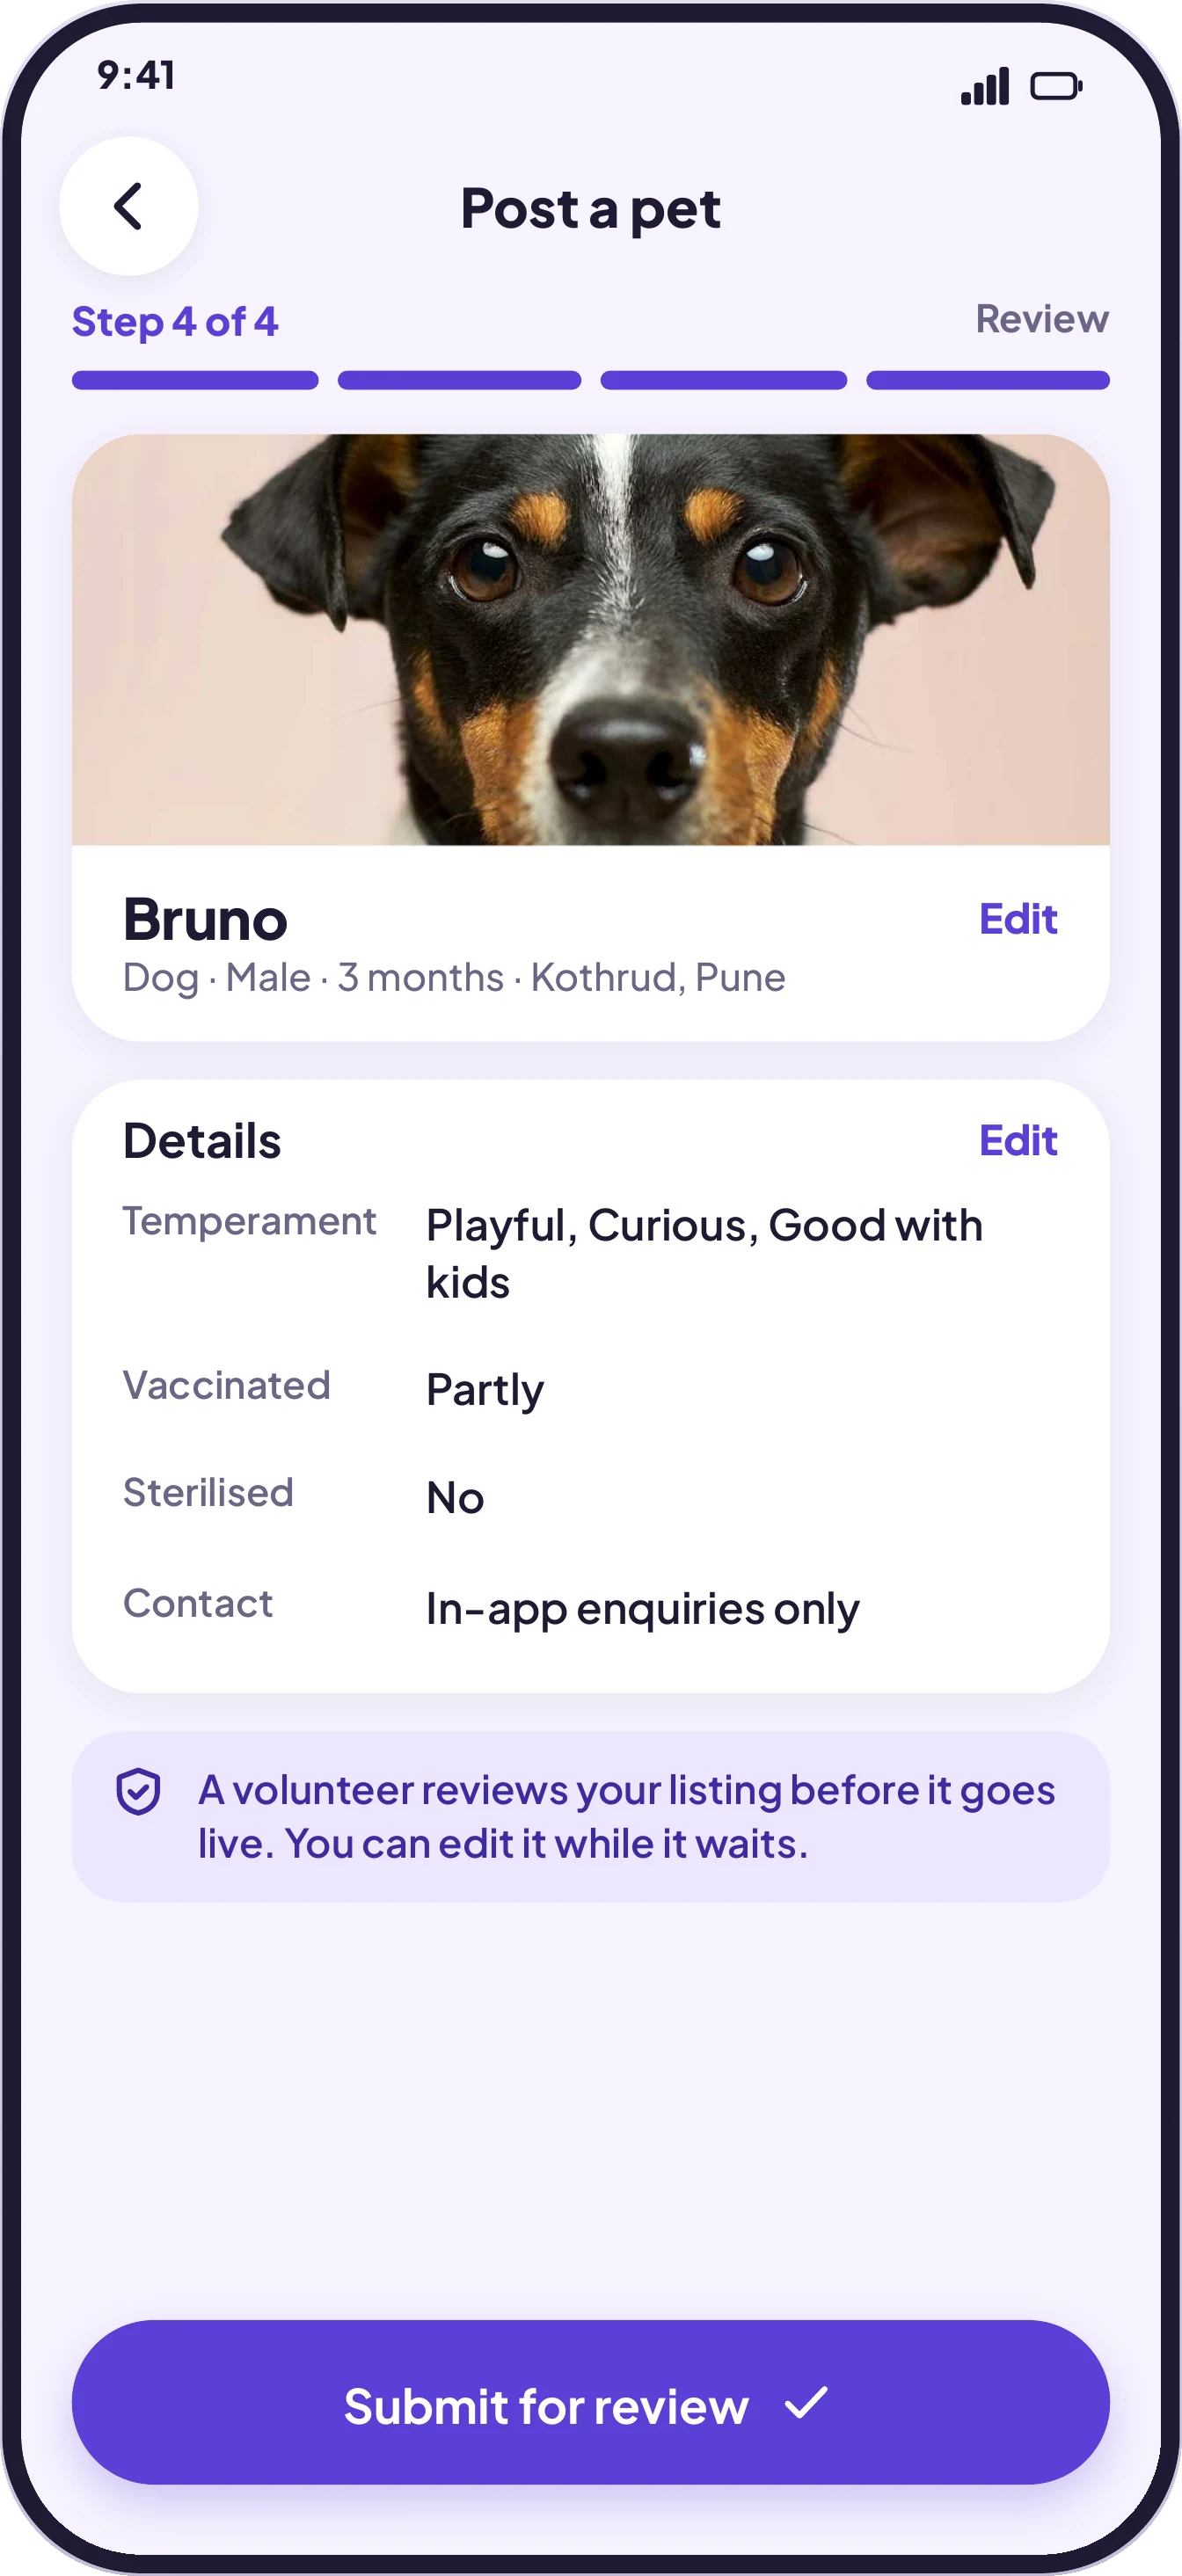 9:41
Post a pet
Step 4 of 4
Review
Bruno
Edit
Dog · Male · 3 months · Kothrud, Pune
Details
Edit
Temperament
Playful, Curious, Good with
kids
Vaccinated
Partly
Sterilised
No
Contact
In-app enquiries only
A volunteer reviews your listing before it goes
live. You can edit it while it waits.
Submit for review